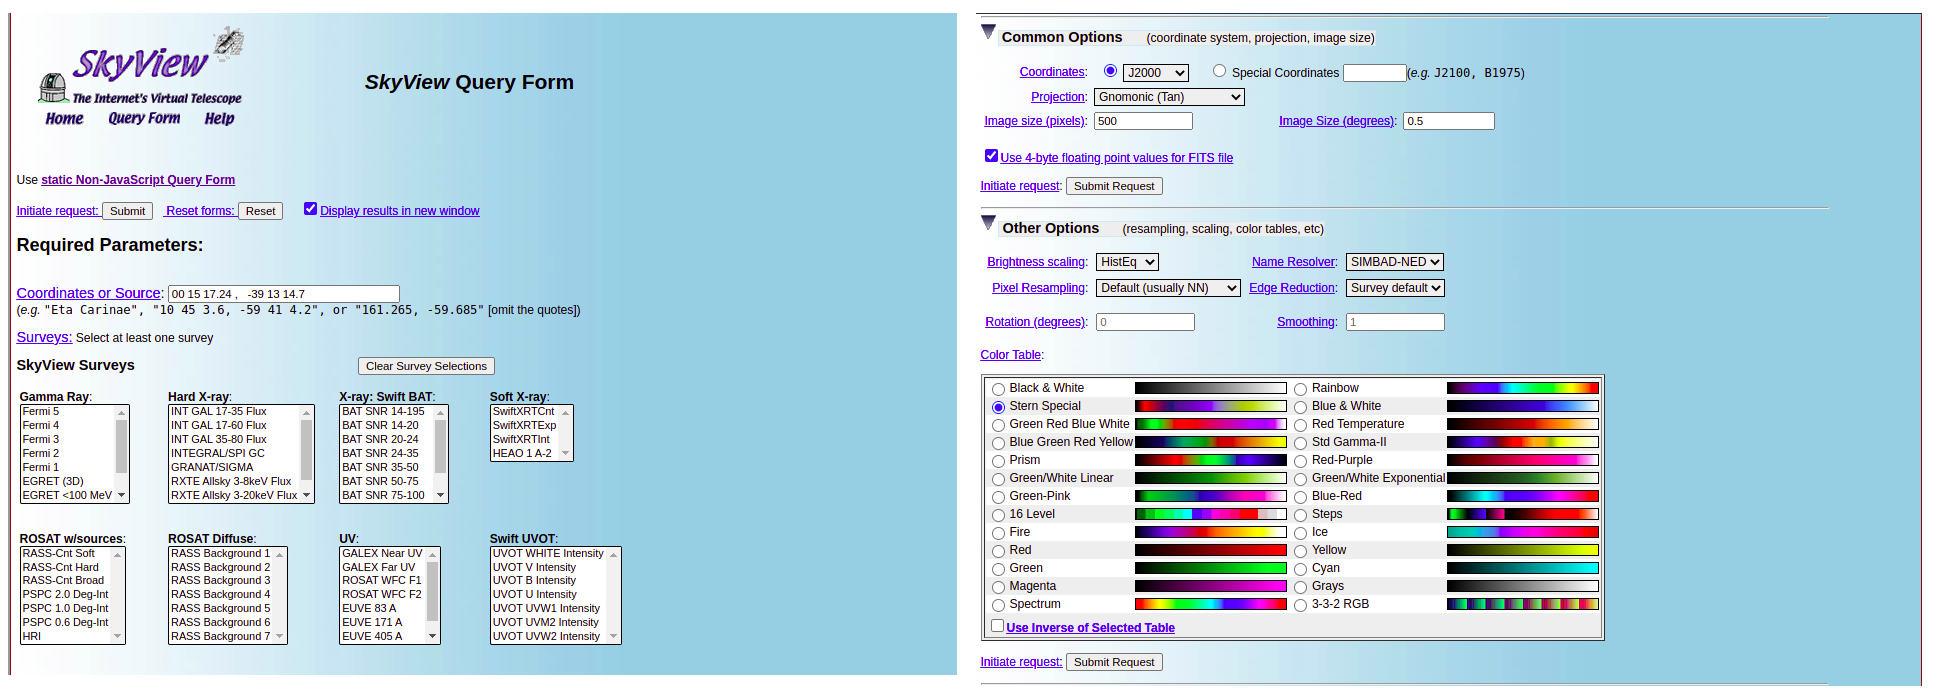 SkyView
The Internet's Virtual Telescope
Home Query Form Help
SkyView Query Form
Use static Non-JavaScript Query Form
Initiate request: Submit Reset forms: Reset Display results in new window
Required Parameters:
Coordinates or Source: 00 15 17.24 , -39 13 14.7
(e.g. "Eta Carinae", "10 45 3.6, -59 41 4.2", or "161.265, -59.685" [omit the quotes])
Surveys: Select at least one survey
SkyView Surveys Clear Survey Selections
Gamma Ray:
Fermi 5
Fermi 4
Fermi 3
Fermi 2
Fermi 1
EGRET (3D)
EGRET <100 MeV
Hard X-ray:
INT GAL 17-35 Flux
INT GAL 17-60 Flux
INT GAL 35-80 Flux
INTEGRAL/SPI GC
GRANAT/SIGMA
RXTE Allsky 3-8keV Flux
RXTE Allsky 3-20keV Flux
X-ray: Swift BAT:
BAT SNR 14-195
BAT SNR 14-20
BAT SNR 20-24
BAT SNR 24-35
BAT SNR 35-50
BAT SNR 50-75
BAT SNR 75-100
Soft X-ray:
SwiftXRTCnt
SwiftXRTExp
SwiftXRTInt
HEAO 1 A-2
ROSAT w/sources:
RASS-Cnt Soft
RASS-Cnt Hard
RASS-Cnt Broad
PSPC 2.0 Deg-Int
PSPC 1.0 Deg-Int
PSPC 0.6 Deg-Int
HRI
ROSAT Diffuse:
RASS Background 1
RASS Background 2
RASS Background 3
RASS Background 4
RASS Background 5
RASS Background 6
RASS Background 7
UV:
GALEX Near UV
GALEX Far UV
ROSAT WFC F1
ROSAT WFC F2
EUVE 83 A
EUVE 171 A
EUVE 405 A
Swift UVOT:
UVOT WHITE Intensity
UVOT V Intensity
UVOT B Intensity
UVOT U Intensity
UVOT UVW1 Intensity
UVOT UVM2 Intensity
UVOT UVW2 Intensity
Common Options (coordinate system, projection, image size)
Coordinates: J2000 Special Coordinates (e.g. J2100, B1975)
Projection: Gnomonic (Tan)
Image size (pixels): 500 Image Size (degrees): 0.5
Use 4-byte floating point values for FITS file
Initiate request: Submit Request
Other Options (resampling, scaling, color tables, etc)
Brightness scaling: HistEq Name Resolver: SIMBAD-NED
Pixel Resampling: Default (usually NN) Edge Reduction: Survey default
Rotation (degrees): 0 Smoothing: 1
Color Table:
Black & White Rainbow
Stern Special Blue & White
Green Red Blue White Red Temperature
Blue Green Red Yellow Std Gamma-II
Prism Red-Purple
Green/White Linear Green/White Exponential
Green-Pink Blue-Red
16 Level Steps
Fire Ice
Red Yellow
Green Cyan
Magenta Grays
Spectrum 3-3-2 RGB
Use Inverse of Selected Table
Initiate request: Submit Request